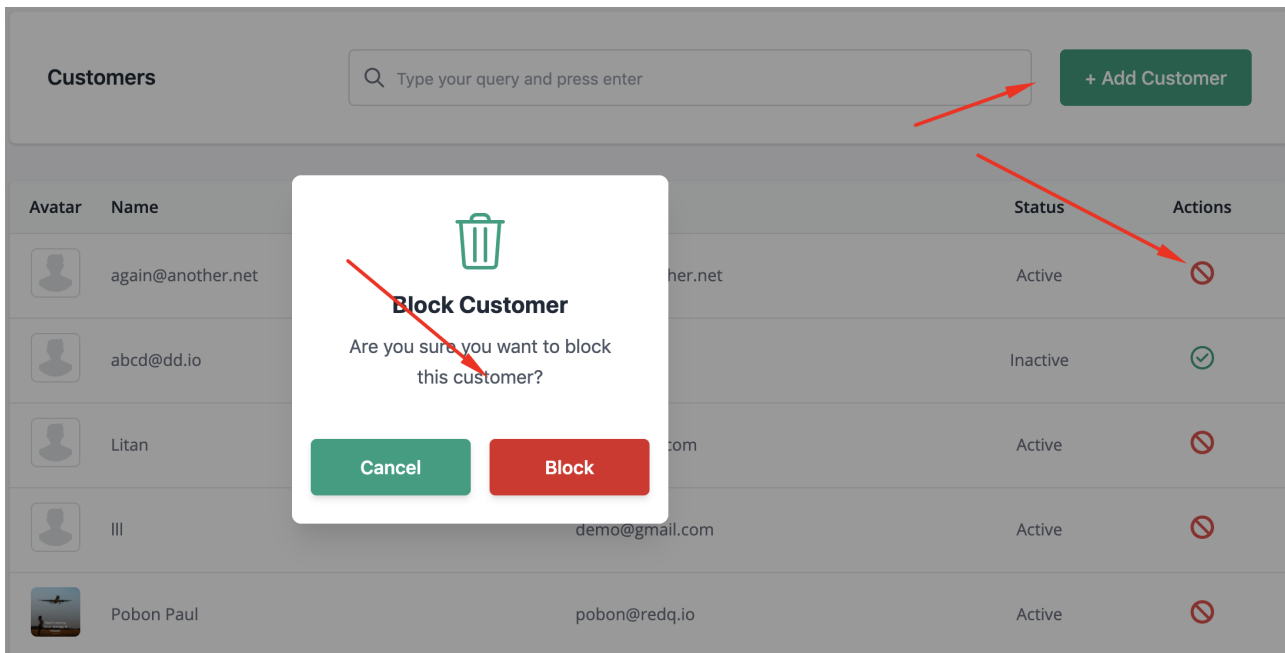 Customers
Type your query and press enter
+ Add Customer
Avatar Name Status Actions
again@another.net her.net Active
abcd@dd.io Inactive
Block Customer
Are you sure you want to block
this customer?
Cancel Block
Litan com Active
lll demo@gmail.com Active
Pobon Paul pobon@redq.io Active